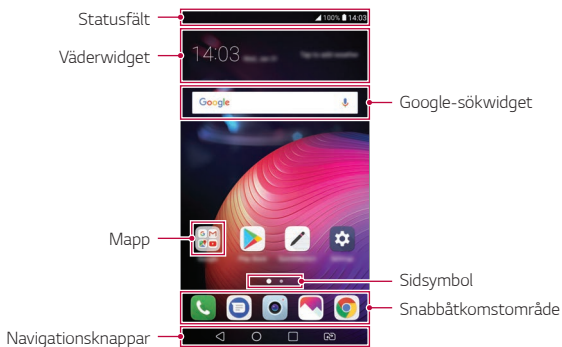 Statusfält
100% 14:03
Väderwidget
14:03
Google
Google-sökwidget
Mapp
Sidsymbol
Snabbåtkomstområde
Navigationsknappar